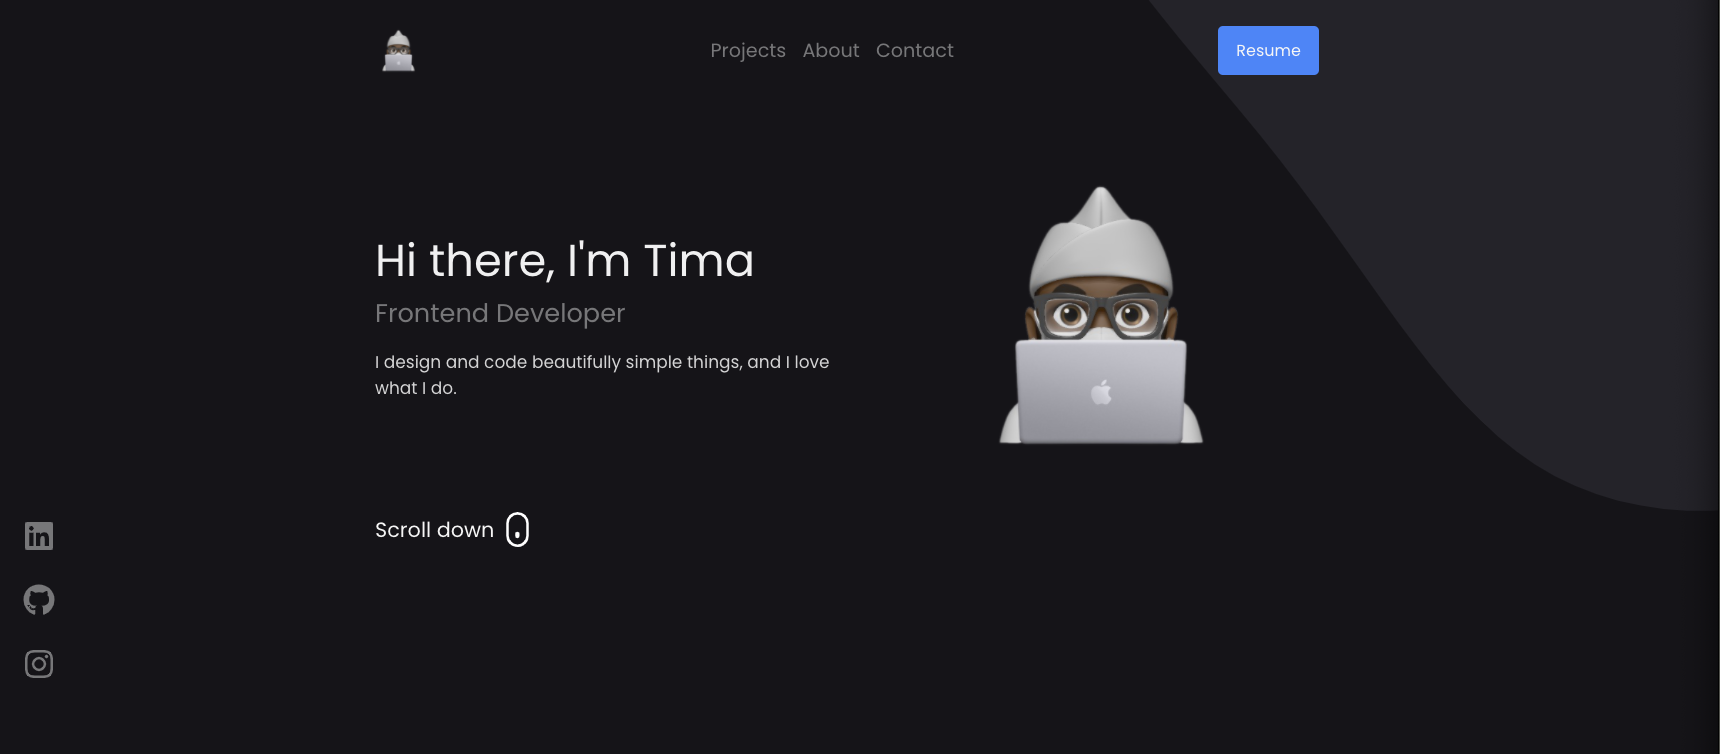 Projects About Contact
Resume
Hi there, I'm Tima
Frontend Developer
I design and code beautifully simple things, and I love
what I do.
Scroll down
in